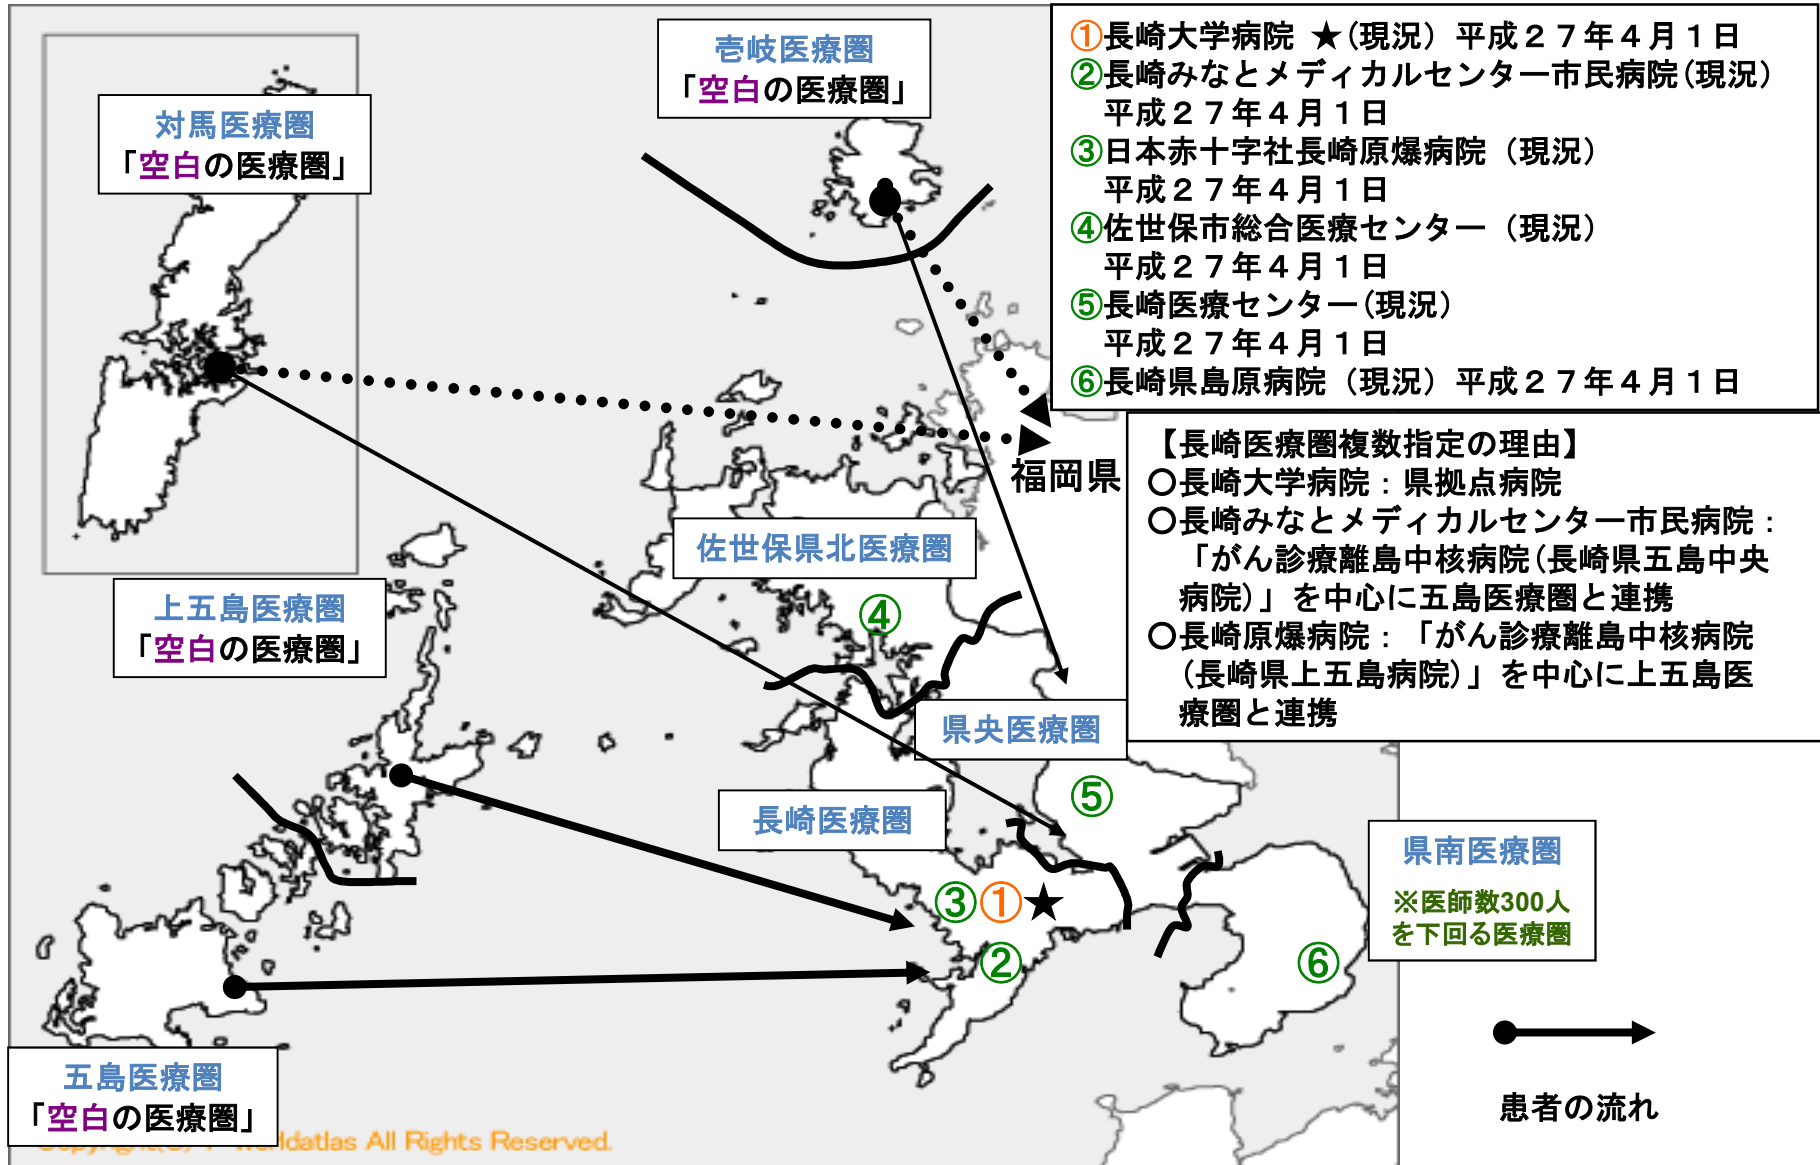 ①長崎大学病院 ★(現況) 平成２７年４月１日
②長崎みなとメディカルセンター市民病院(現況)
平成２７年４月１日
③日本赤十字社長崎原爆病院（現況）
平成２７年４月１日
④佐世保市総合医療センター（現況）
平成２７年４月１日
⑤長崎医療センター(現況)
平成２７年４月１日
⑥長崎県島原病院（現況）平成２７年４月１日
壱岐医療圏
「空白の医療圏」
対馬医療圏
「空白の医療圏」
【長崎医療圏複数指定の理由】
○長崎大学病院：県拠点病院
○長崎みなとメディカルセンター市民病院：
「がん診療離島中核病院(長崎県五島中央
病院)」を中心に五島医療圏と連携
○長崎原爆病院：「がん診療離島中核病院
(長崎県上五島病院)」を中心に上五島医
療圏と連携
福岡県
佐世保県北医療圏
④
上五島医療圏
「空白の医療圏」
県央医療圏
⑤
長崎医療圏
③①★
②
県南医療圏
※医師数300人
を下回る医療圏
⑥
五島医療圏
「空白の医療圏」
患者の流れ
All Rights Reserved.